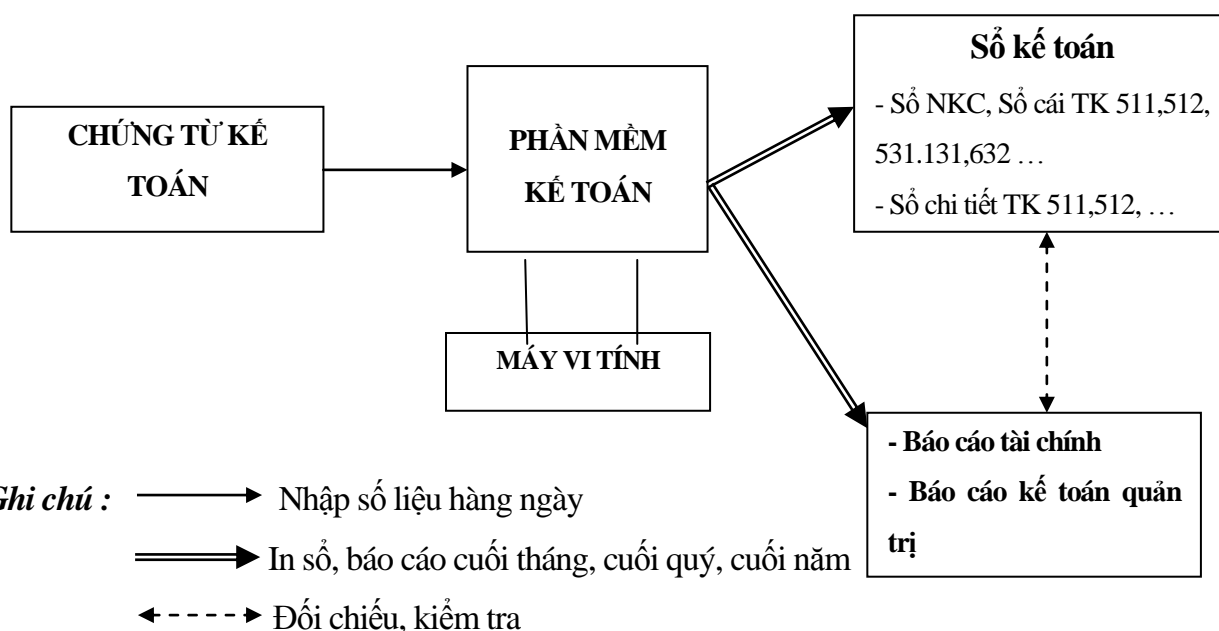 Sổ kế toán
- Sổ NKC, Sổ cái TK 511,512,
531.131,632 …
- Sổ chi tiết TK 511,512, …
CHỨNG TỪ KẾ
TOÁN
PHẦN MỀM
KẾ TOÁN
MÁY VI TÍNH
- Báo cáo tài chính
- Báo cáo kế toán quản
trị
Ghi chú :
Nhập số liệu hàng ngày
In sổ, báo cáo cuối tháng, cuối quý, cuối năm
Đối chiếu, kiểm tra